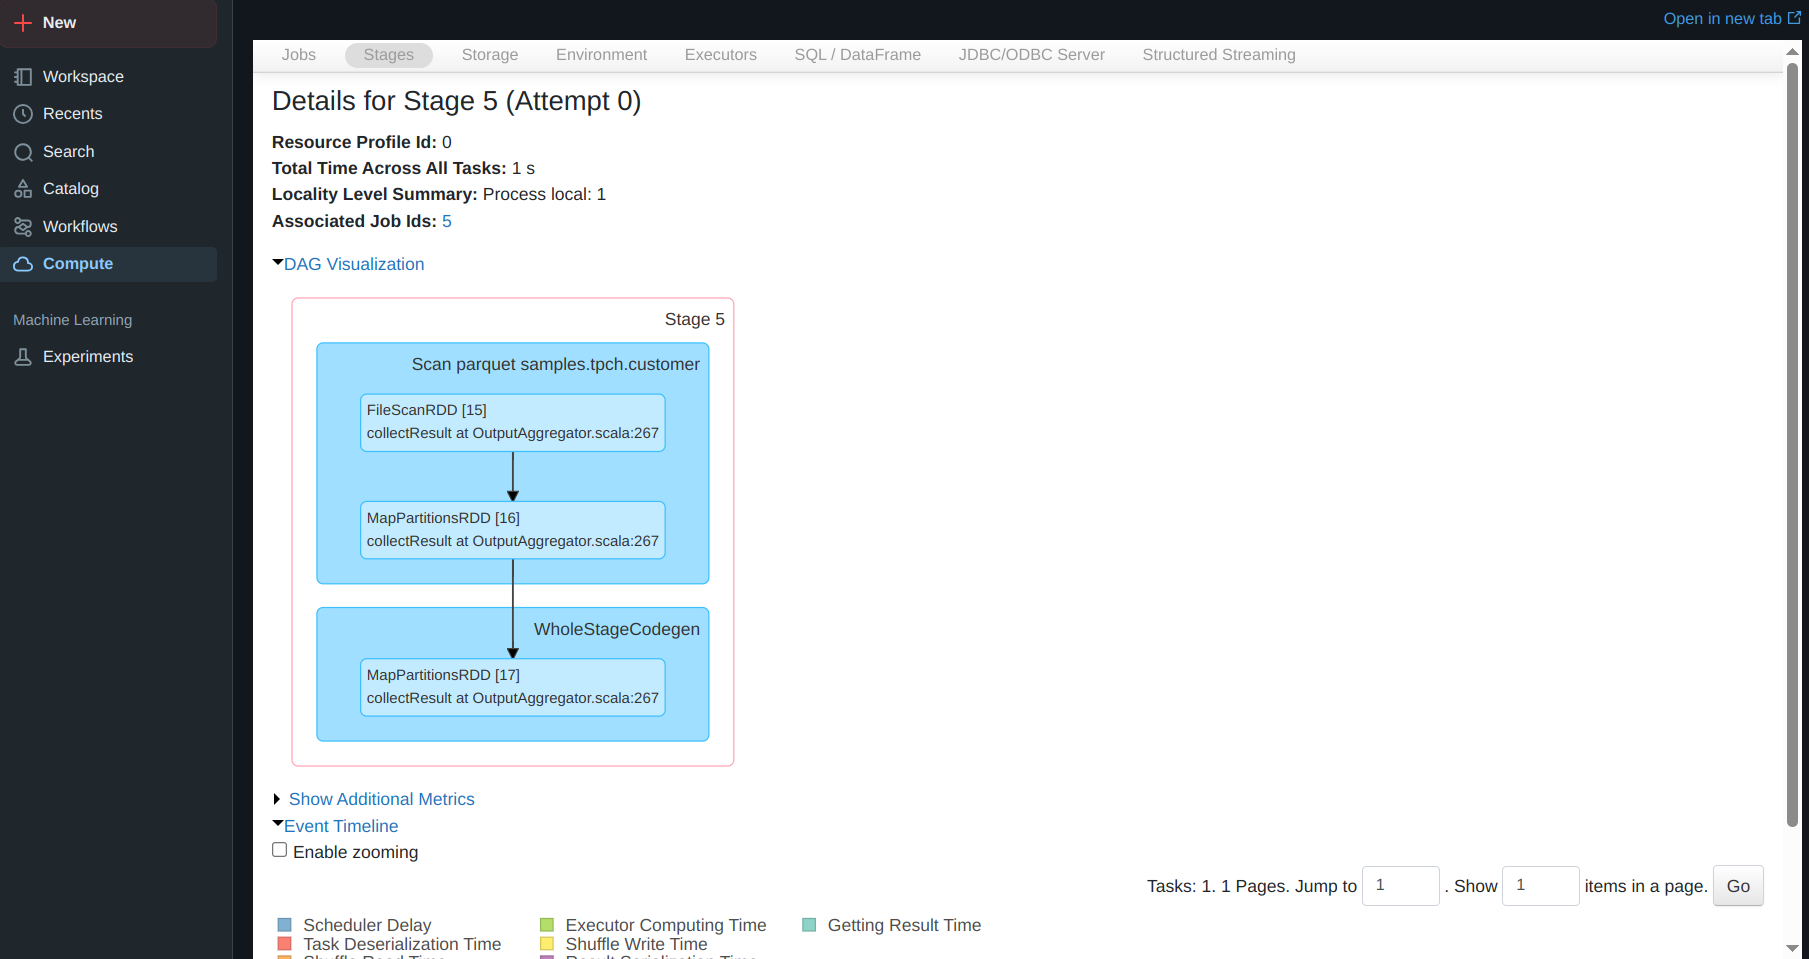 New
Workspace
Recents
Search
Catalog
Workflows
Compute
Machine Learning
Experiments
Open in new tab
Jobs Stages Storage Environment Executors SQL / DataFrame JDBC/ODBC Server Structured Streaming
Details for Stage 5 (Attempt 0)
Resource Profile Id: 0
Total Time Across All Tasks: 1 s
Locality Level Summary: Process local: 1
Associated Job Ids: 5
DAG Visualization
Stage 5
Scan parquet samples.tpch.customer
FileScanRDD [15]
collectResult at OutputAggregator.scala:267
MapPartitionsRDD [16]
collectResult at OutputAggregator.scala:267
WholeStageCodegen
MapPartitionsRDD [17]
collectResult at OutputAggregator.scala:267
Show Additional Metrics
Event Timeline
Enable zooming
Tasks: 1. 1 Pages. Jump to 1 . Show 1 items in a page. Go
Scheduler Delay Executor Computing Time Getting Result Time
Task Deserialization Time Shuffle Write Time
Shuffle Read Time Result Serialization Time